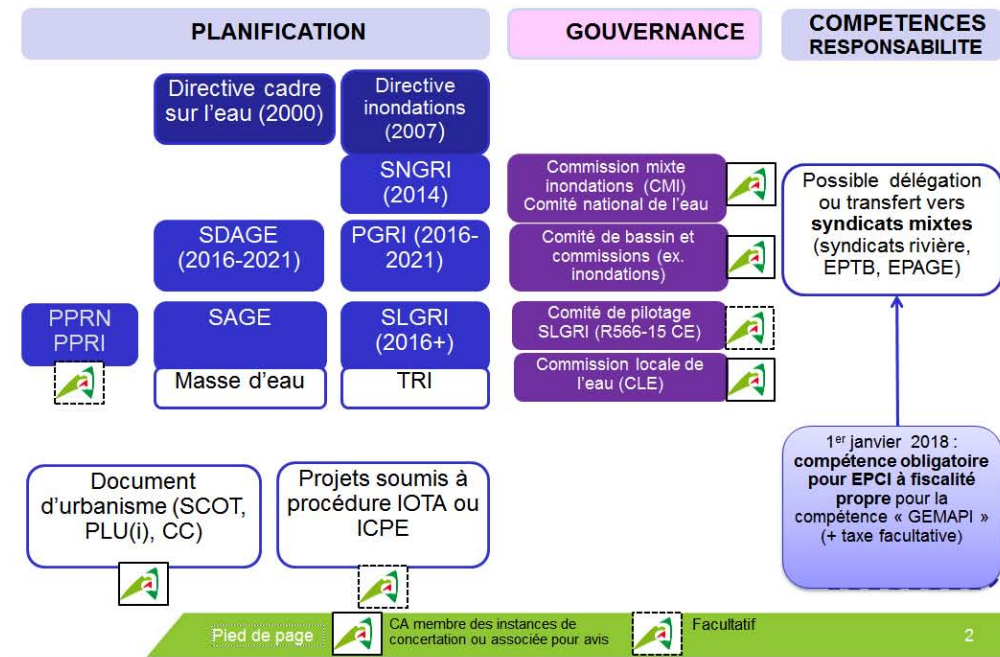 PLANIFICATION
GOUVERNANCE
COMPETENCES
RESPONSABILITE
Directive cadre
sur l'eau (2000)
Directive
inondations
(2007)
SNGRI
(2014)
SDAGE
(2016-2021)
PGRI (2016-
2021)
PPRN
PPRI
SAGE
SLGRI
(2016+)
Masse d'eau
TRI
Commission mixte
inondations (CMI)
Comité national de l'eau
Comité de bassin et
commissions (ex.
inondations)
Comité de pilotage
SLGRI (R566-15 CE)
Commission locale de
l'eau (CLE)
Possible délégation
ou transfert vers
syndicats mixtes
(syndicats rivière,
EPTB, EPAGE)
1er janvier 2018 :
compétence obligatoire
pour EPCI à fiscalité
propre pour la
compétence « GEMAPI »
(+ taxe facultative)
Document
d'urbanisme (SCOT,
PLU(i), CC)
Projets soumis à
procédure IOTA ou
ICPE
Pied de page
CA membre des instances de
concertation ou associée pour avis
Facultatif
2